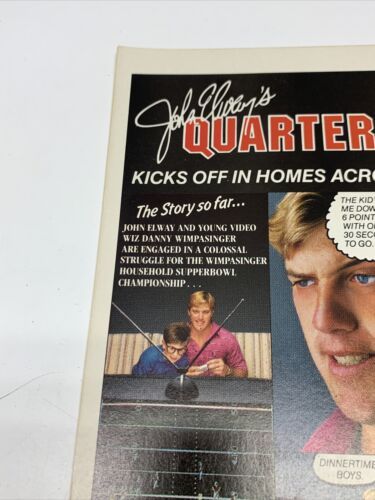 John Elway's
QUARTER
KICKS OFF IN HOMES ACRO
The Story so far...
JOHN ELWAY AND YOUNG VIDEO
WIZ DANNY WIMPASINGER
ARE ENGAGED IN A COLOSSAL
STRUGGLE FOR THE WIMPASINGER
HOUSEHOLD SUPPERBOWL
CHAMPIONSHIP . . .
THE KID'
ME DOW
6 POINT
WITH ON
30 SECO
TO GO.
DINNERTIME
BOYS.